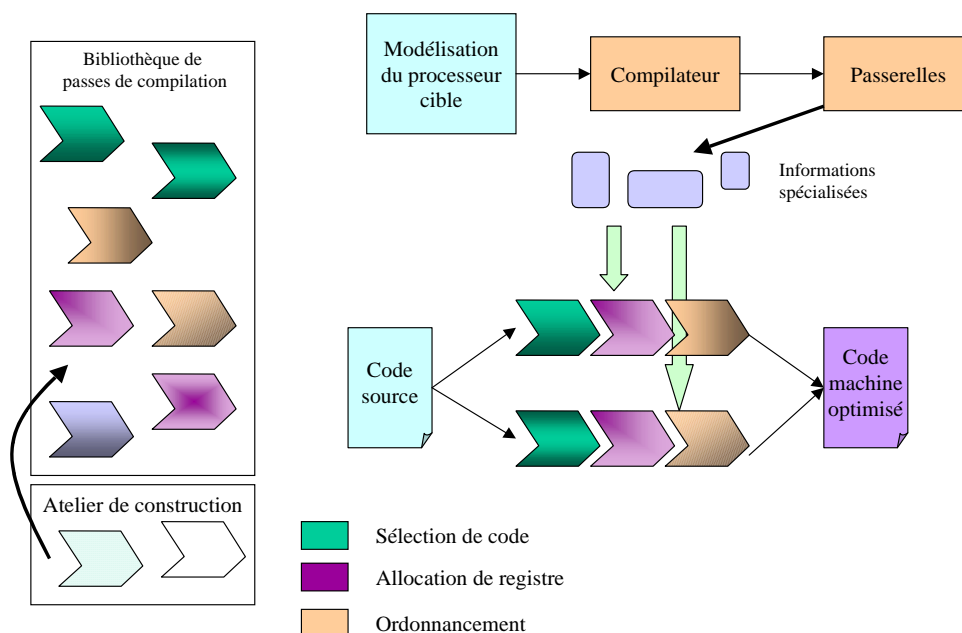 Bibliothèque de
passes de compilation
Modélisation
du processeur
cible
Compilateur
Passerelles
Informations
spécialisées
Code
source
Code
machine
optimisé
Atelier de construction
Sélection de code
Allocation de registre
Ordonnancement